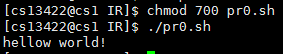 [cs13422@cs1 IR]$ chmod 700 pr0.sh
[cs13422@cs1 IR]$ ./pr0.sh
hellow world!